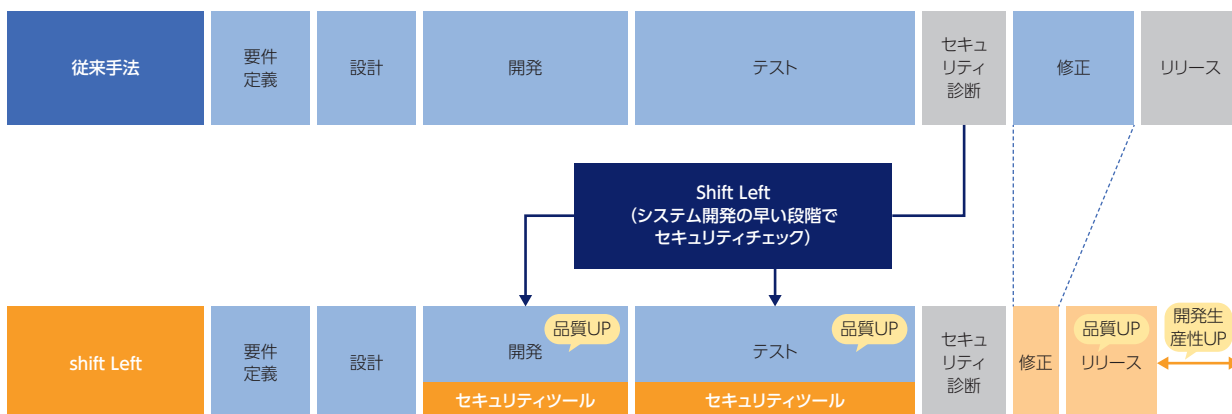 従来手法
要件
定義
設計
開発
テスト
セキュ
リティ
診断
修正
リリース
Shift Left
(システム開発の早い段階で
セキュリティチェック)
shift Left
要件
定義
設計
開発
品質UP
セキュリティツール
テスト
品質UP
セキュリティツール
セキュ
リティ
診断
修正
品質UP
リリース
開発生
産性UP